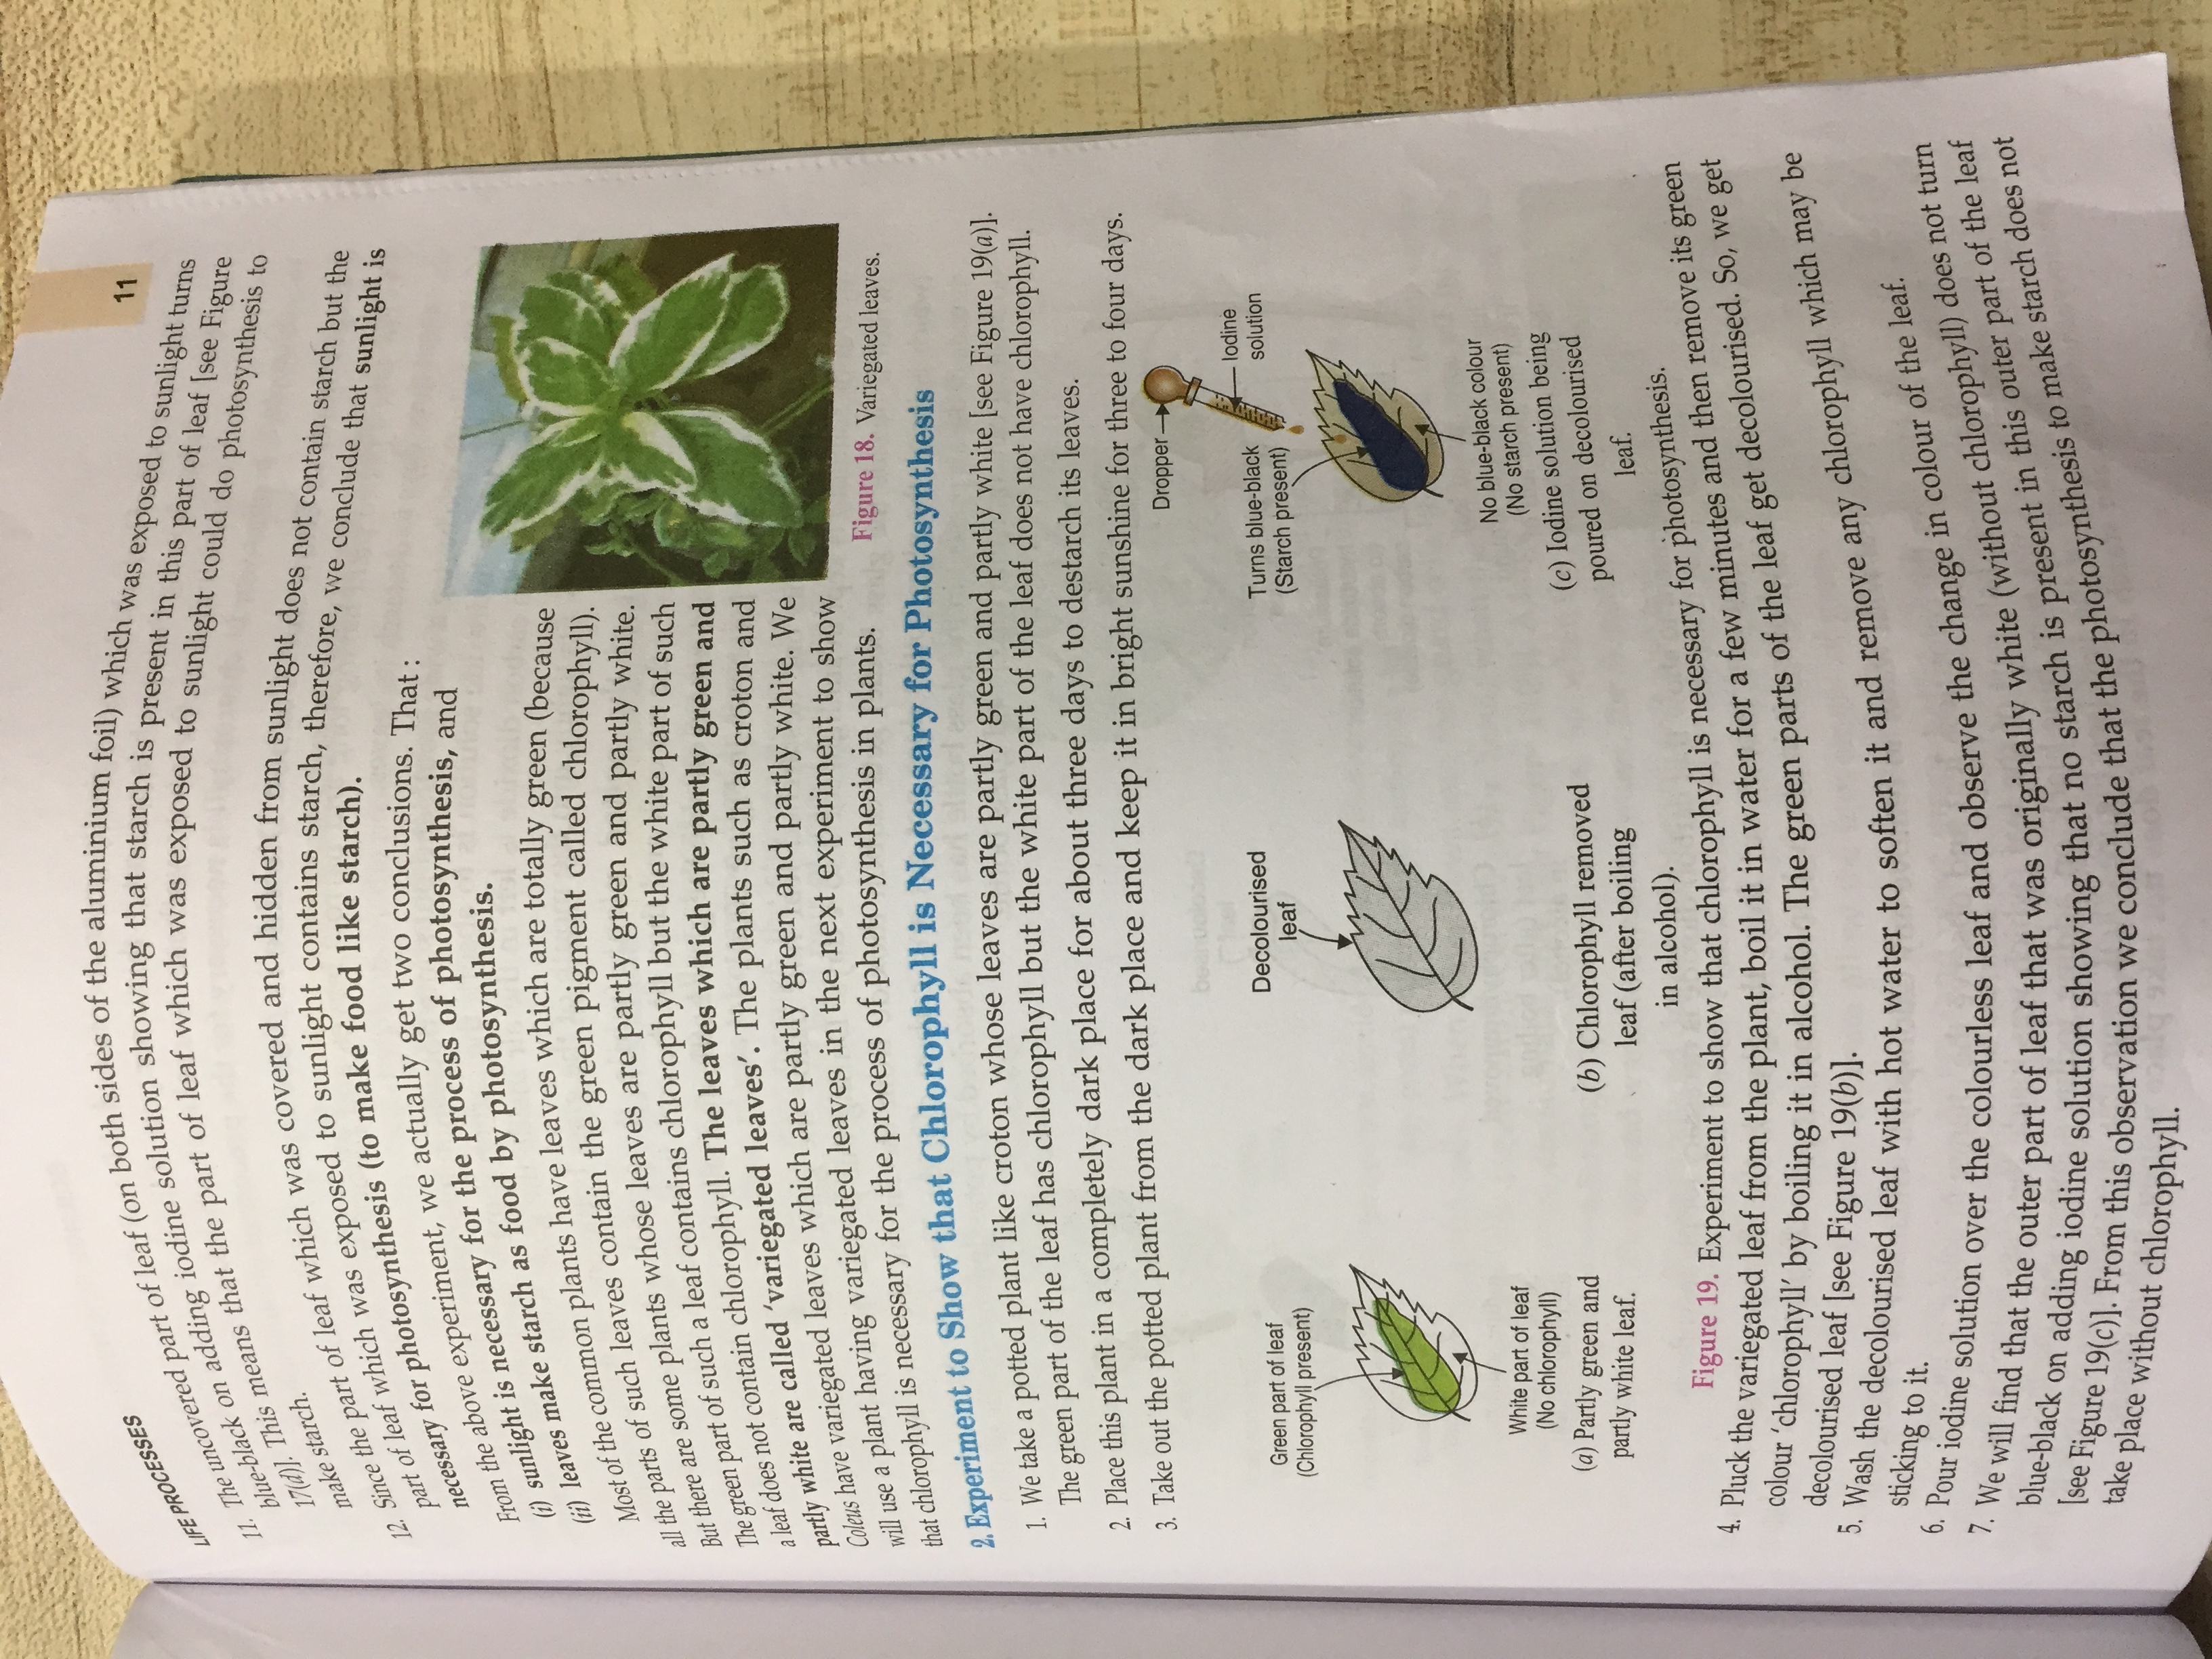 LIFE PROCESSES
11
11. The uncovered part of leaf (on both sides of the aluminium foil) which was exposed to sunlight turns
blue-black on adding iodine solution showing that starch is present in this part of leaf [see Figure
17(d)]. This means that the part of leaf which was exposed to sunlight could do photosynthesis to
make starch.
12. Since the part of leaf which was covered and hidden from sunlight does not contain starch but the
part of leaf which was exposed to sunlight contains starch, therefore, we conclude that sunlight is
necessary for photosynthesis (to make food like starch).
From the above experiment, we actually get two conclusions. That :
(i) sunlight is necessary for the process of photosynthesis, and
(ii) leaves make starch as food by photosynthesis.
Most of the common plants have leaves which are totally green (because
all the parts of such leaves contain the green pigment called chlorophyll).
But there are some plants whose leaves are partly green and partly white.
The green part of such a leaf contains chlorophyll but the white part of such
a leaf does not contain chlorophyll. The leaves which are partly green and
partly white are called ‘variegated leaves’. The plants such as croton and
Coleus have variegated leaves which are partly green and partly white. We
will use a plant having variegated leaves in the next experiment to show
that chlorophyll is necessary for the process of photosynthesis in plants.
Figure 18. Variegated leaves.
2. Experiment to Show that Chlorophyll is Necessary for Photosynthesis
1. We take a potted plant like croton whose leaves are partly green and partly white [see Figure 19(a)].
The green part of the leaf has chlorophyll but the white part of the leaf does not have chlorophyll.
2. Place this plant in a completely dark place for about three days to destarch its leaves.
3. Take out the potted plant from the dark place and keep it in bright sunshine for three to four days.
Green part of leaf
(Chlorophyll present)
White part of leaf
(No chlorophyll)
(a) Partly green and
partly white leaf.
Decolourised
leaf
(b) Chlorophyll removed
leaf (after boiling
in alcohol).
Dropper
Iodine
solution
Turns blue-black
(Starch present)
No blue-black colour
(No starch present)
(c) Iodine solution being
poured on decolourised
leaf.
Figure 19. Experiment to show that chlorophyll is necessary for photosynthesis.
4. Pluck the variegated leaf from the plant, boil it in water for a few minutes and then remove its green
colour ‘chlorophyll’ by boiling it in alcohol. The green parts of the leaf get decolourised. So, we get
decolourised leaf [see Figure 19(b)].
5. Wash the decolourised leaf with hot water to soften it and remove any chlorophyll which may be
sticking to it.
6. Pour iodine solution over the colourless leaf and observe the change in colour of the leaf.
7. We will find that the outer part of leaf that was originally white (without chlorophyll) does not turn
blue-black on adding iodine solution showing that no starch is present in this outer part of the leaf
[see Figure 19(c)]. From this observation we conclude that the photosynthesis to make starch does not
take place without chlorophyll.